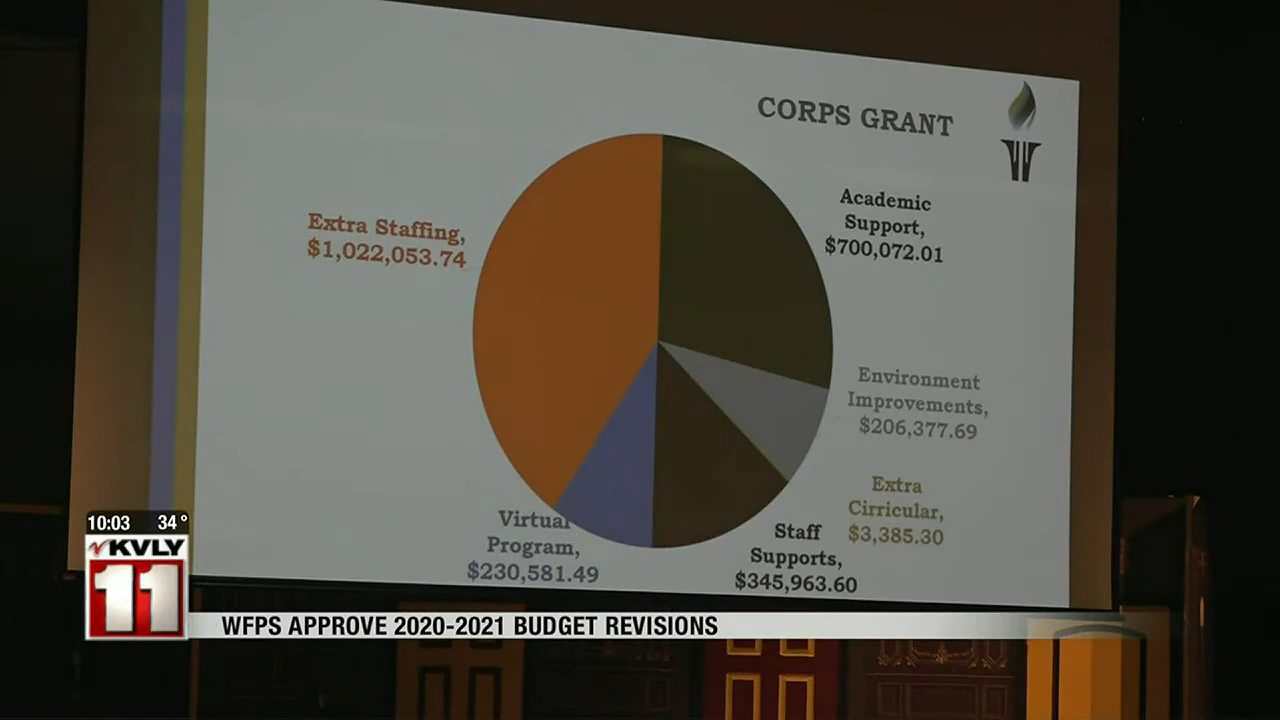 CORPS GRANT
W
Extra Staffing,
$1,022,053.74
Academic
Support,
$700,072.01
Environment
Improvements,
$206,377.69
Extra
Cirricular,
$3,385.30
Staff
Supports,
$345,963.60
Virtual
Program,
$230,581.49
10:03 34°
KVLY
11
WFPS APPROVE 2020-2021 BUDGET REVISIONS